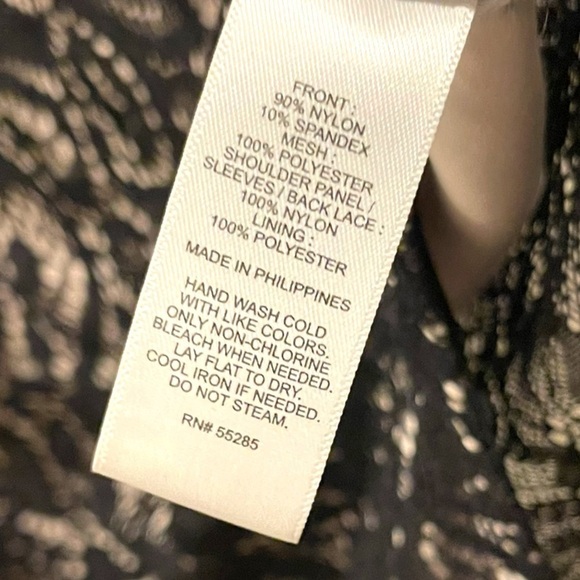 FRONT :
90% NYLON
10% SPANDEX
MESH :
100% POLYESTER
SHOULDER PANEL /
SLEEVES / BACK LACE :
100% NYLON
LINING :
100% POLYESTER
MADE IN PHILIPPINES
HAND WASH COLD
WITH LIKE COLORS.
ONLY NON-CHLORINE
BLEACH WHEN NEEDED.
LAY FLAT TO DRY.
COOL IRON IF NEEDED.
DO NOT STEAM.
RN# 55285